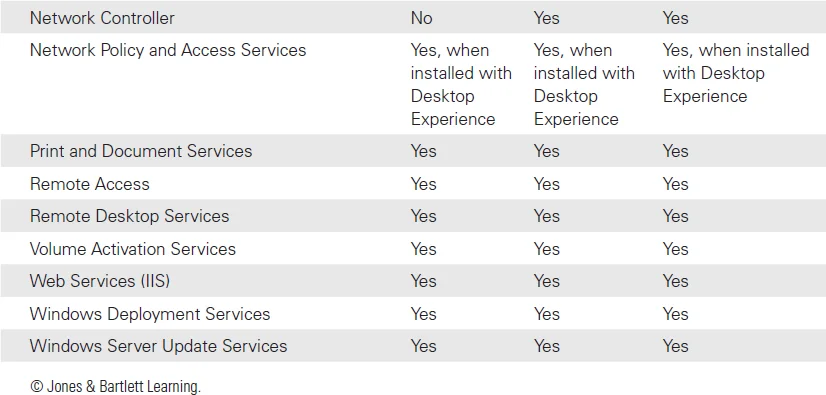 Network Controller No Yes Yes
Network Policy and Access Services Yes, when Yes, when Yes, when installed
installed with installed with with Desktop
Desktop Desktop Experience
Experience Experience
Print and Document Services Yes Yes Yes
Remote Access Yes Yes Yes
Remote Desktop Services Yes Yes Yes
Volume Activation Services Yes Yes Yes
Web Services (IIS) Yes Yes Yes
Windows Deployment Services Yes Yes Yes
Windows Server Update Services Yes Yes Yes
© Jones & Bartlett Learning.